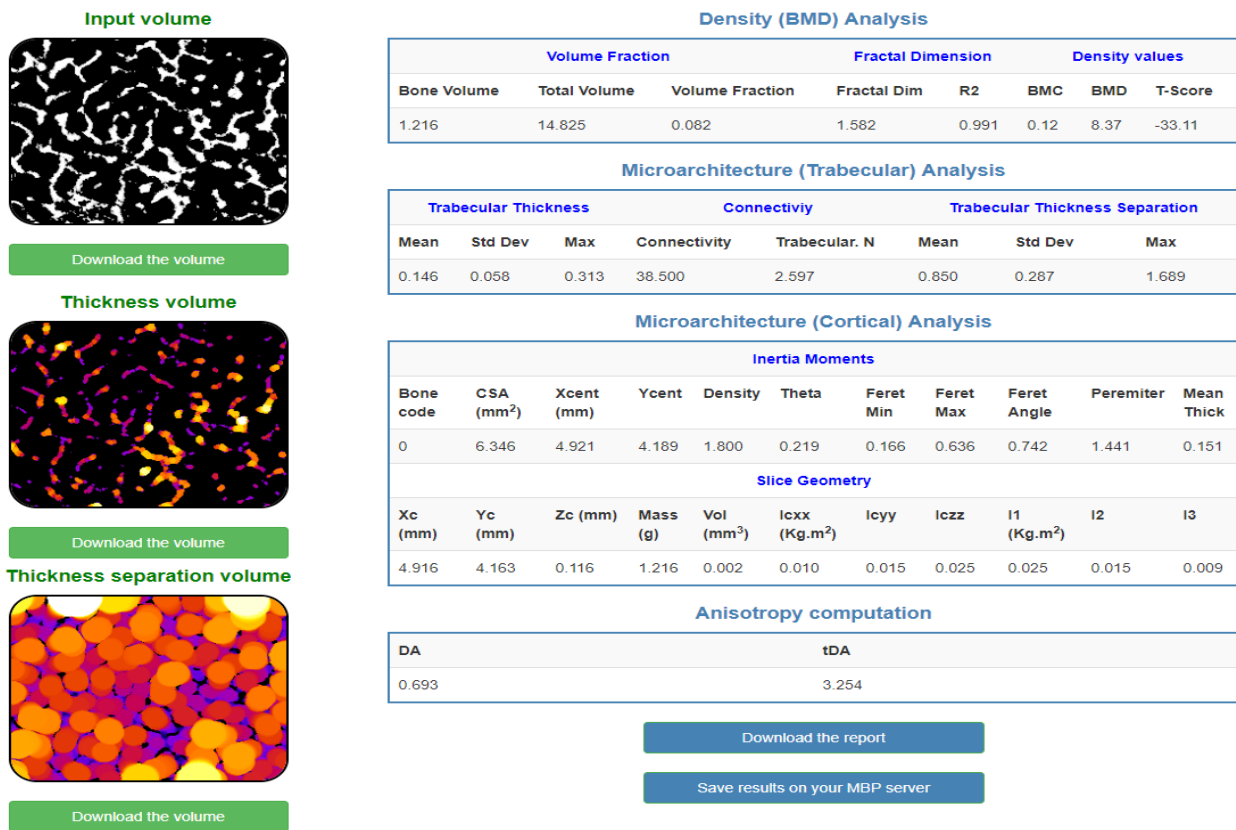 Input volume
Download the volume
Thickness volume
Download the volume
Thickness separation volume
Download the volume
Density (BMD) Analysis
Volume Fraction Fractal Dimension Density values
Bone Volume Total Volume Volume Fraction Fractal Dim R2 BMC BMD T-Score
1.216 14.825 0.082 1.582 0.991 0.12 8.37 -33.11
Microarchitecture (Trabecular) Analysis
Trabecular Thickness Connectiviy Trabecular Thickness Separation
Mean Std Dev Max Connectivity Trabecular. N Mean Std Dev Max
0.146 0.058 0.313 38.500 2.597 0.850 0.287 1.689
Microarchitecture (Cortical) Analysis
Inertia Moments
Bone CSA Xcent Ycent Density Theta Feret Feret Feret Peremiter Mean
code (mm²) (mm) Min Max Angle Thick
0 6.346 4.921 4.189 1.800 0.219 0.166 0.636 0.742 1.441 0.151
Slice Geometry
Xc Yc Zc (mm) Mass Vol Icxx Icyy Iczz I1 I2 I3
(mm) (mm) (g) (mm³) (Kg.m²) (Kg.m²)
4.916 4.163 0.116 1.216 0.002 0.010 0.015 0.025 0.025 0.015 0.009
Anisotropy computation
DA tDA
0.693 3.254
Download the report
Save results on your MBP server